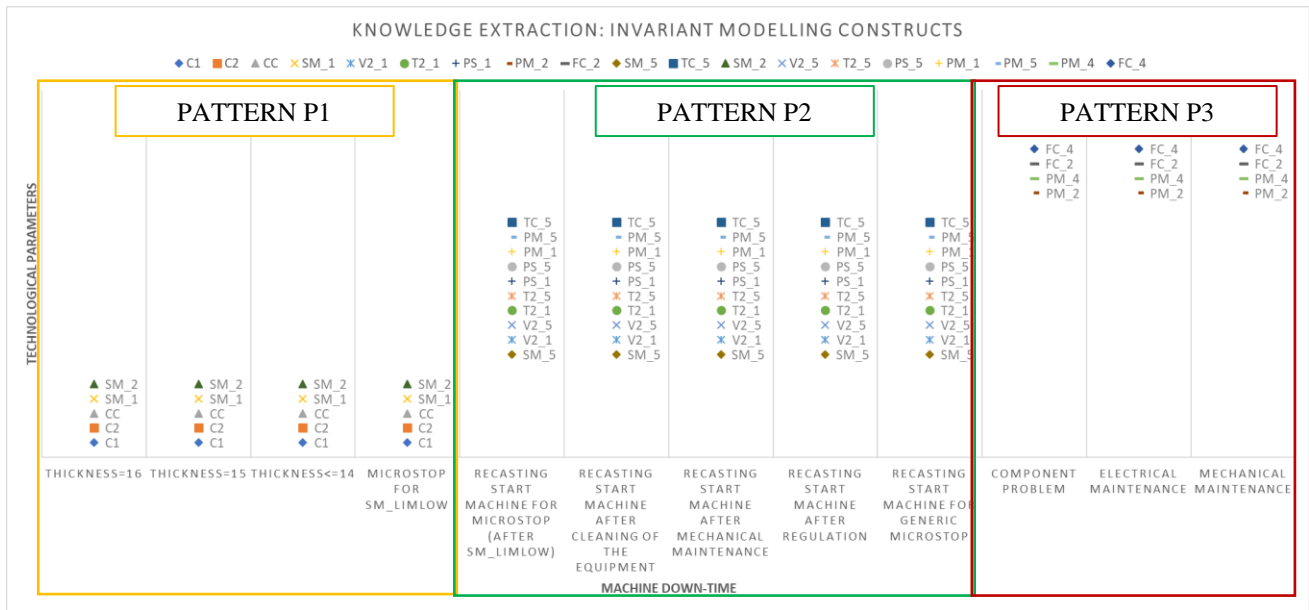 KNOWLEDGE EXTRACTION: INVARIANT MODELLING CONSTRUCTS
C1 C2 CC SM_1 V2_1 T2_1 PS_1 PM_2 FC_2 SM_5 TC_5 SM_2 V2_5 T2_5 PS_5 PM_1 PM_5 PM_4 FC_4
PATTERN P1 PATTERN P2 PATTERN P3
TECHNOLOGICAL PARAMETERS
FC_4 FC_4 FC_4
FC_2 FC_2 FC_2
PM_4 PM_4 PM_4
PM_2 PM_2 PM_2
TC_5 TC_5 TC_5 TC_5 TC_5
PM_5 PM_5 PM_5 PM_5 PM_5
PM_1 PM_1 PM_1 PM_1 PM_1
PS_5 PS_5 PS_5 PS_5 PS_5
PS_1 PS_1 PS_1 PS_1 PS_1
T2_5 T2_5 T2_5 T2_5 T2_5
T2_1 T2_1 T2_1 T2_1 T2_1
V2_5 V2_5 V2_5 V2_5 V2_5
V2_1 V2_1 V2_1 V2_1 V2_1
SM_5 SM_5 SM_5 SM_5 SM_5
SM_2 SM_2 SM_2 SM_2
SM_1 SM_1 SM_1 SM_1
CC CC CC CC
C2 C2 C2 C2
C1 C1 C1 C1
THICKNESS=16
THICKNESS=15
THICKNESS<=14
MICROSTOP
FOR
SM_LIMLOW
RECASTING
START
MACHINE FOR
MICROSTOP
(AFTER
SM_LIMLOW)
RECASTING
START
MACHINE
AFTER
CLEANING OF
THE
EQUIPMENT
RECASTING
START
MACHINE
AFTER
MECHANICAL
MAINTENANCE
RECASTING
START
MACHINE
AFTER
REGULATION
RECASTING
START
MACHINE FOR
GENERIC
MICROSTOP
COMPONENT
PROBLEM
ELECTRICAL
MAINTENANCE
MECHANICAL
MAINTENANCE
MACHINE DOWN-TIME